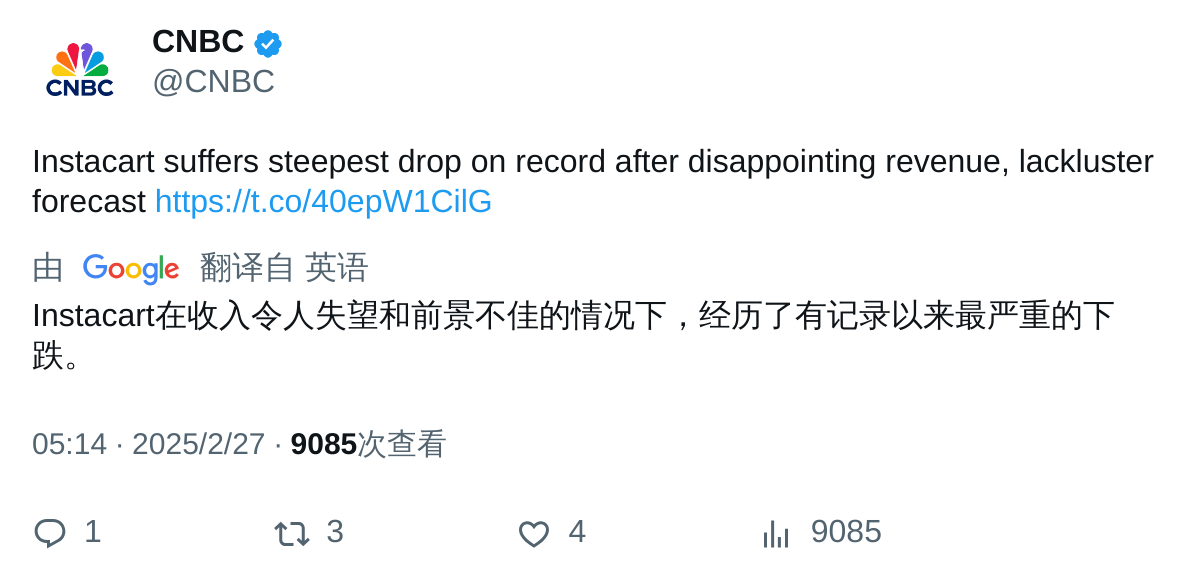 CNBC
CNBC
@CNBC
Instacart suffers steepest drop on record after disappointing revenue, lackluster
forecast https://t.co/40epW1CilG
由 Google 翻译自 英语
Instacart在收入令人失望和前景不佳的情况下，经历了有记录以来最严重的下
跌。
05:14 · 2025/2/27 · 9085次查看
1 3 4 9085